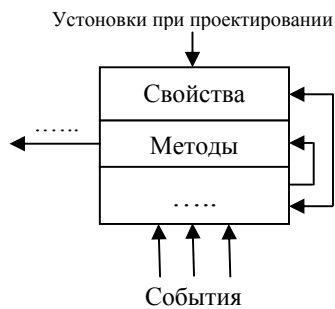 Устоновки при проектировании
Свойства
……
Методы
…..
События